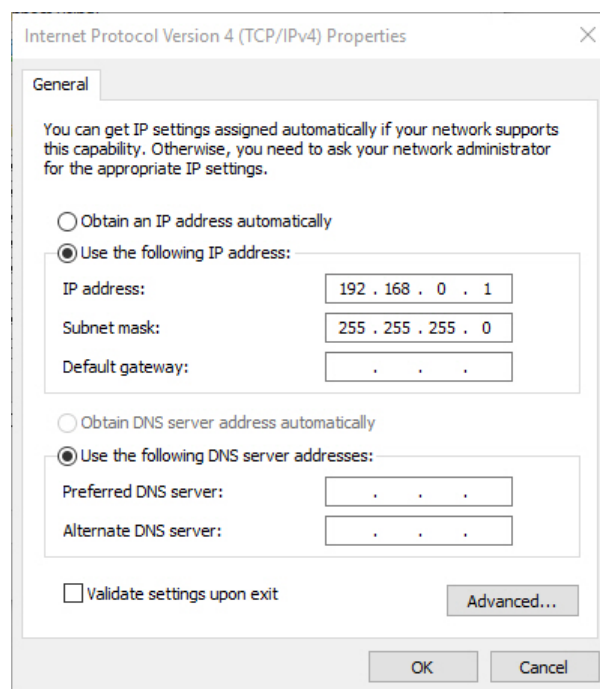 Internet Protocol Version 4 (TCP/IPv4) Properties
General
You can get IP settings assigned automatically if your network supports
this capability. Otherwise, you need to ask your network administrator
for the appropriate IP settings.
Obtain an IP address automatically
Use the following IP address:
IP address: 192 . 168 . 0 . 1
Subnet mask: 255 . 255 . 255 . 0
Default gateway: . . .
Obtain DNS server address automatically
Use the following DNS server addresses:
Preferred DNS server: . . .
Alternate DNS server: . . .
Validate settings upon exit
Advanced...
OK Cancel